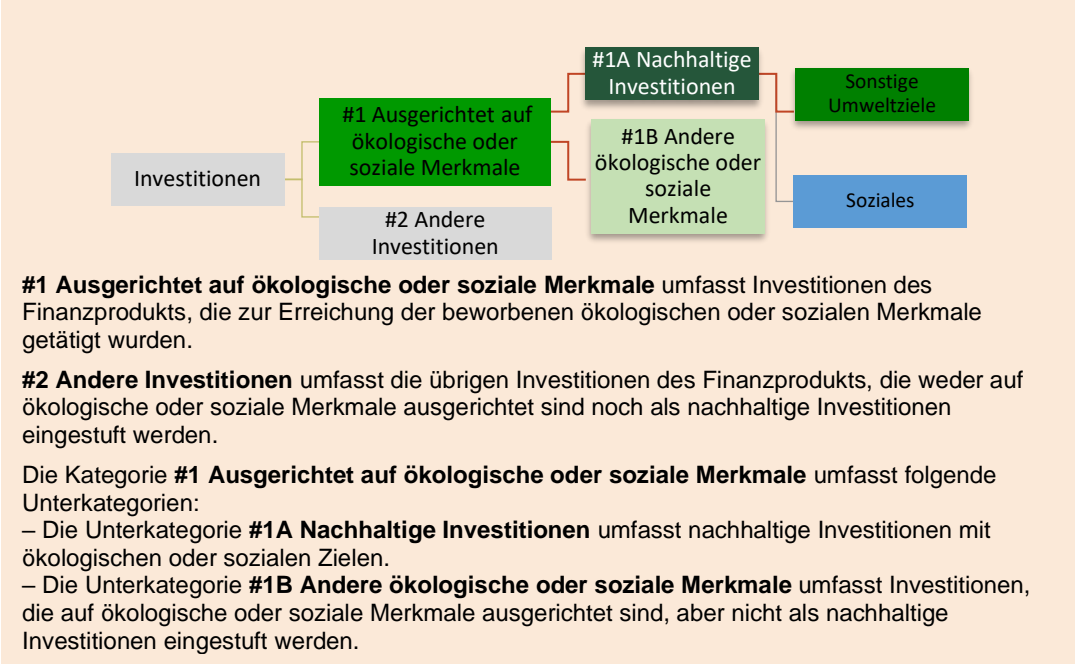 #1A Nachhaltige
Investitionen
Sonstige
Umweltziele
#1 Ausgerichtet auf
ökologische oder
soziale Merkmale
#1B Andere
ökologische oder
soziale
Merkmale
Investitionen
Soziales
#2 Andere
Investitionen
#1 Ausgerichtet auf ökologische oder soziale Merkmale umfasst Investitionen des
Finanzprodukts, die zur Erreichung der beworbenen ökologischen oder sozialen Merkmale
getätigt wurden.
#2 Andere Investitionen umfasst die übrigen Investitionen des Finanzprodukts, die weder auf
ökologische oder soziale Merkmale ausgerichtet sind noch als nachhaltige Investitionen
eingestuft werden.
Die Kategorie #1 Ausgerichtet auf ökologische oder soziale Merkmale umfasst folgende
Unterkategorien:
– Die Unterkategorie #1A Nachhaltige Investitionen umfasst nachhaltige Investitionen mit
ökologischen oder sozialen Zielen.
– Die Unterkategorie #1B Andere ökologische oder soziale Merkmale umfasst Investitionen,
die auf ökologische oder soziale Merkmale ausgerichtet sind, aber nicht als nachhaltige
Investitionen eingestuft werden.